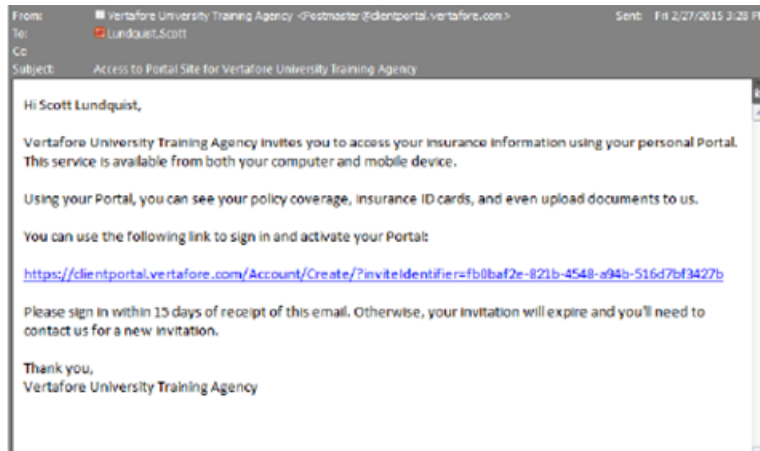 From: Vertafore University Training Agency <Postmaster@clientportal.vertafore.com> Sent: Fri 2/27/2015 3:28 PM
To: Lundquist,Scott
Cc
Subject: Access to Portal Site for Vertafore University Training Agency
Hi Scott Lundquist,
Vertafore University Training Agency invites you to access your insurance information using your personal Portal.
This service is available from both your computer and mobile device.
Using your Portal, you can see your policy coverage, insurance ID cards, and even upload documents to us.
You can use the following link to sign in and activate your Portal:
https://clientportal.vertafore.com/Account/Create/?inviteIdentifier=fb0baf2e-821b-4548-a94b-516d7bf3427b
Please sign in within 15 days of receipt of this email. Otherwise, your invitation will expire and you'll need to
contact us for a new invitation.
Thank you,
Vertafore University Training Agency